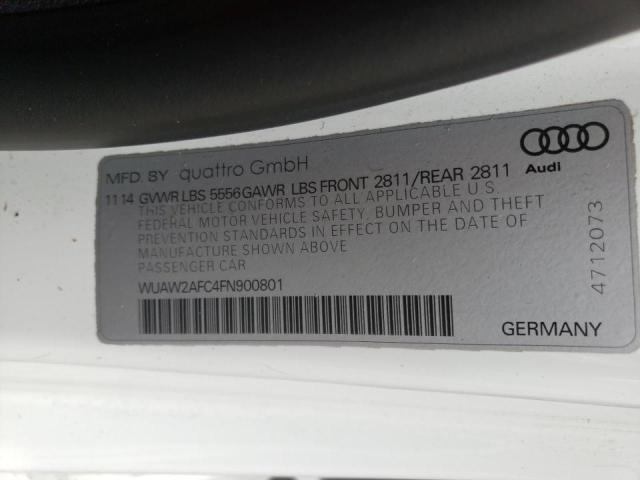 MFD. BY quattro GmbH
Audi
11 14 GVWR LBS 5556 GAWR LBS FRONT 2811/REAR 2811
THIS VEHICLE CONFORMS TO ALL APPLICABLE U.S.
FEDERAL MOTOR VEHICLE SAFETY, BUMPER AND THEFT
PREVENTION STANDARDS IN EFFECT ON THE DATE OF
MANUFACTURE SHOWN ABOVE
PASSENGER CAR
WUAW2AFC4FN900801
GERMANY
4712073